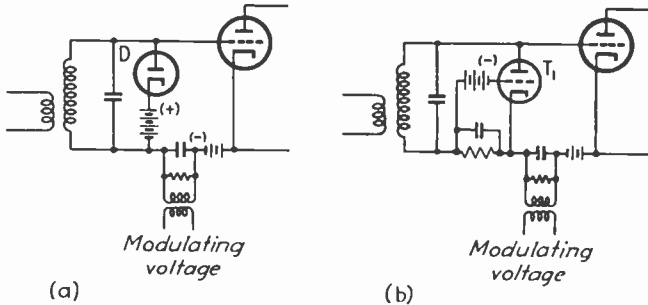 D
(+)
(-)
Modulating
voltage
(a)
(-)
T₁
Modulating
voltage
(b)